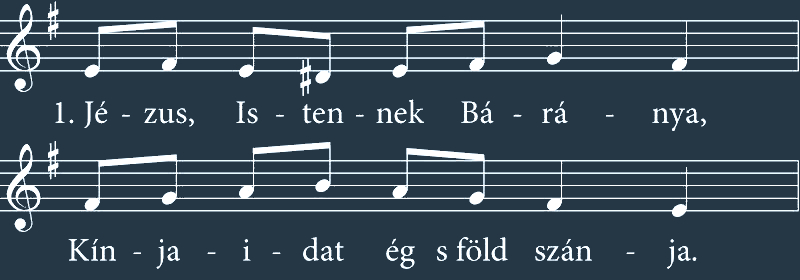 1. Jé - zus, Is - ten - nek Bá - rá - nya,
Kín - ja - i - dat ég s föld szán - ja.